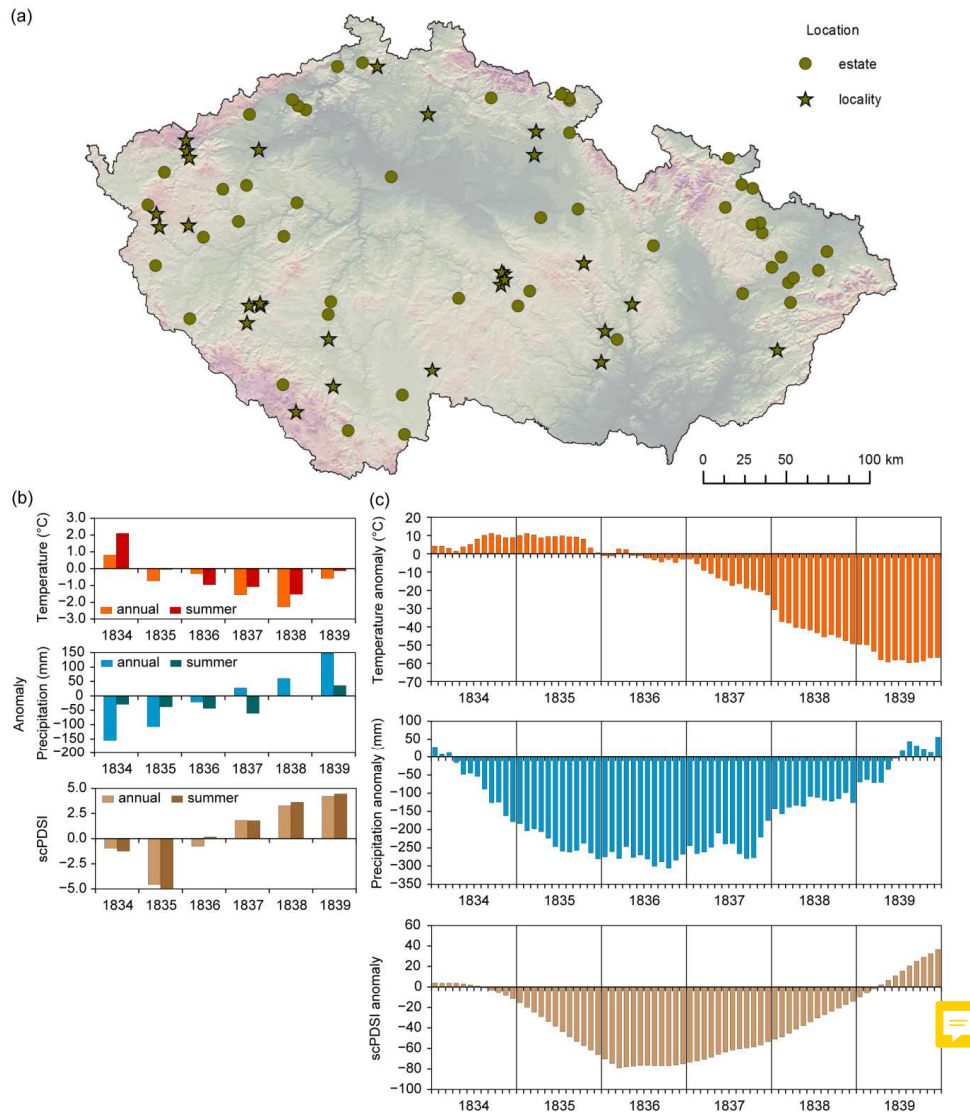 (a)
Location
estate
locality
0 25 50 100 km
(b)
Temperature (°C)
3.0
2.0
1.0
0.0
−1.0
−2.0
−3.0
annual summer
1834 1835 1836 1837 1838 1839
Anomaly
Precipitation (mm)
150
100
50
0
−50
−100
−150
−200
annual summer
1834 1835 1836 1837 1838 1839
scPDSI
5.0
2.5
0.0
−2.5
−5.0
annual summer
1834 1835 1836 1837 1838 1839
(c)
Temperature anomaly (°C)
20
10
0
−10
−20
−30
−40
−50
−60
−70
1834 1835 1836 1837 1838 1839
Precipitation anomaly (mm)
100
50
0
−50
−100
−150
−200
−250
−300
−350
1834 1835 1836 1837 1838 1839
scPDSI anomaly
60
40
20
0
−20
−40
−60
−80
−100
1834 1835 1836 1837 1838 1839